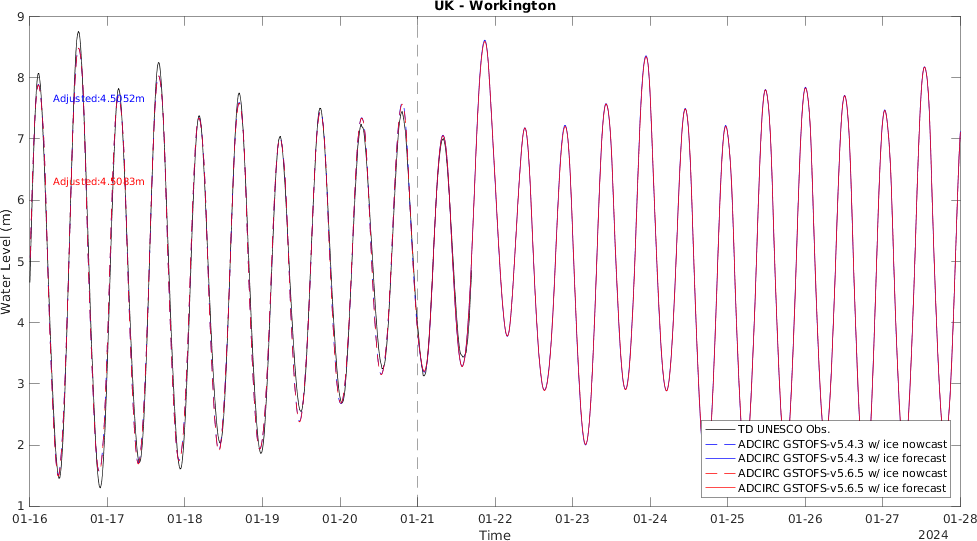 UK - Workington
9
8
7
6
5
4
3
2
1
Water Level (m)
Adjusted:4.5052m
Adjusted:4.5083m
TD UNESCO Obs.
ADCIRC GSTOFS-v5.4.3 w/ ice nowcast
ADCIRC GSTOFS-v5.4.3 w/ ice forecast
ADCIRC GSTOFS-v5.6.5 w/ ice nowcast
ADCIRC GSTOFS-v5.6.5 w/ ice forecast
01-16 01-17 01-18 01-19 01-20 01-21 01-22 01-23 01-24 01-25 01-26 01-27 01-28
Time
2024